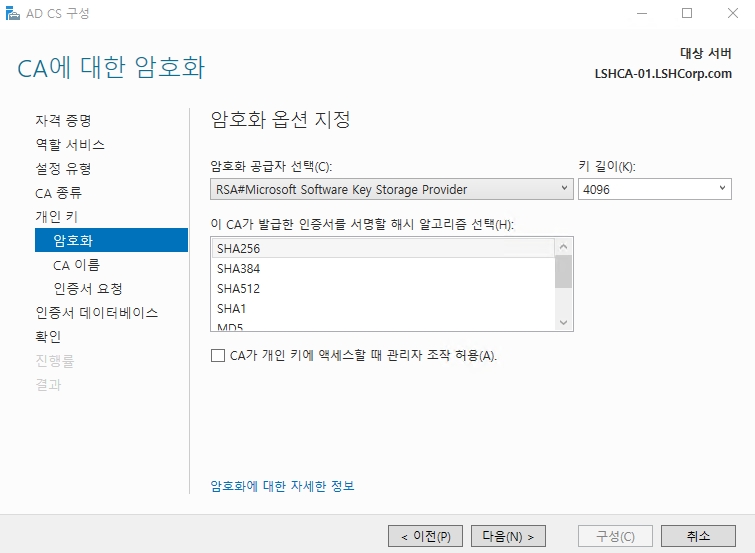 AD CS 구성
CA에 대한 암호화
대상 서버
LSHCA-01.LSHCorp.com
자격 증명
역할 서비스
설정 유형
CA 종류
개인 키
암호화
CA 이름
인증서 요청
인증서 데이터베이스
확인
진행률
결과
암호화 옵션 지정
암호화 공급자 선택(C):
키 길이(K):
RSA#Microsoft Software Key Storage Provider
4096
이 CA가 발급한 인증서를 서명할 해시 알고리즘 선택(H):
SHA256
SHA384
SHA512
SHA1
MD5
CA가 개인 키에 액세스할 때 관리자 조작 허용(A).
암호화에 대한 자세한 정보
< 이전(P)
다음(N) >
구성(C)
취소